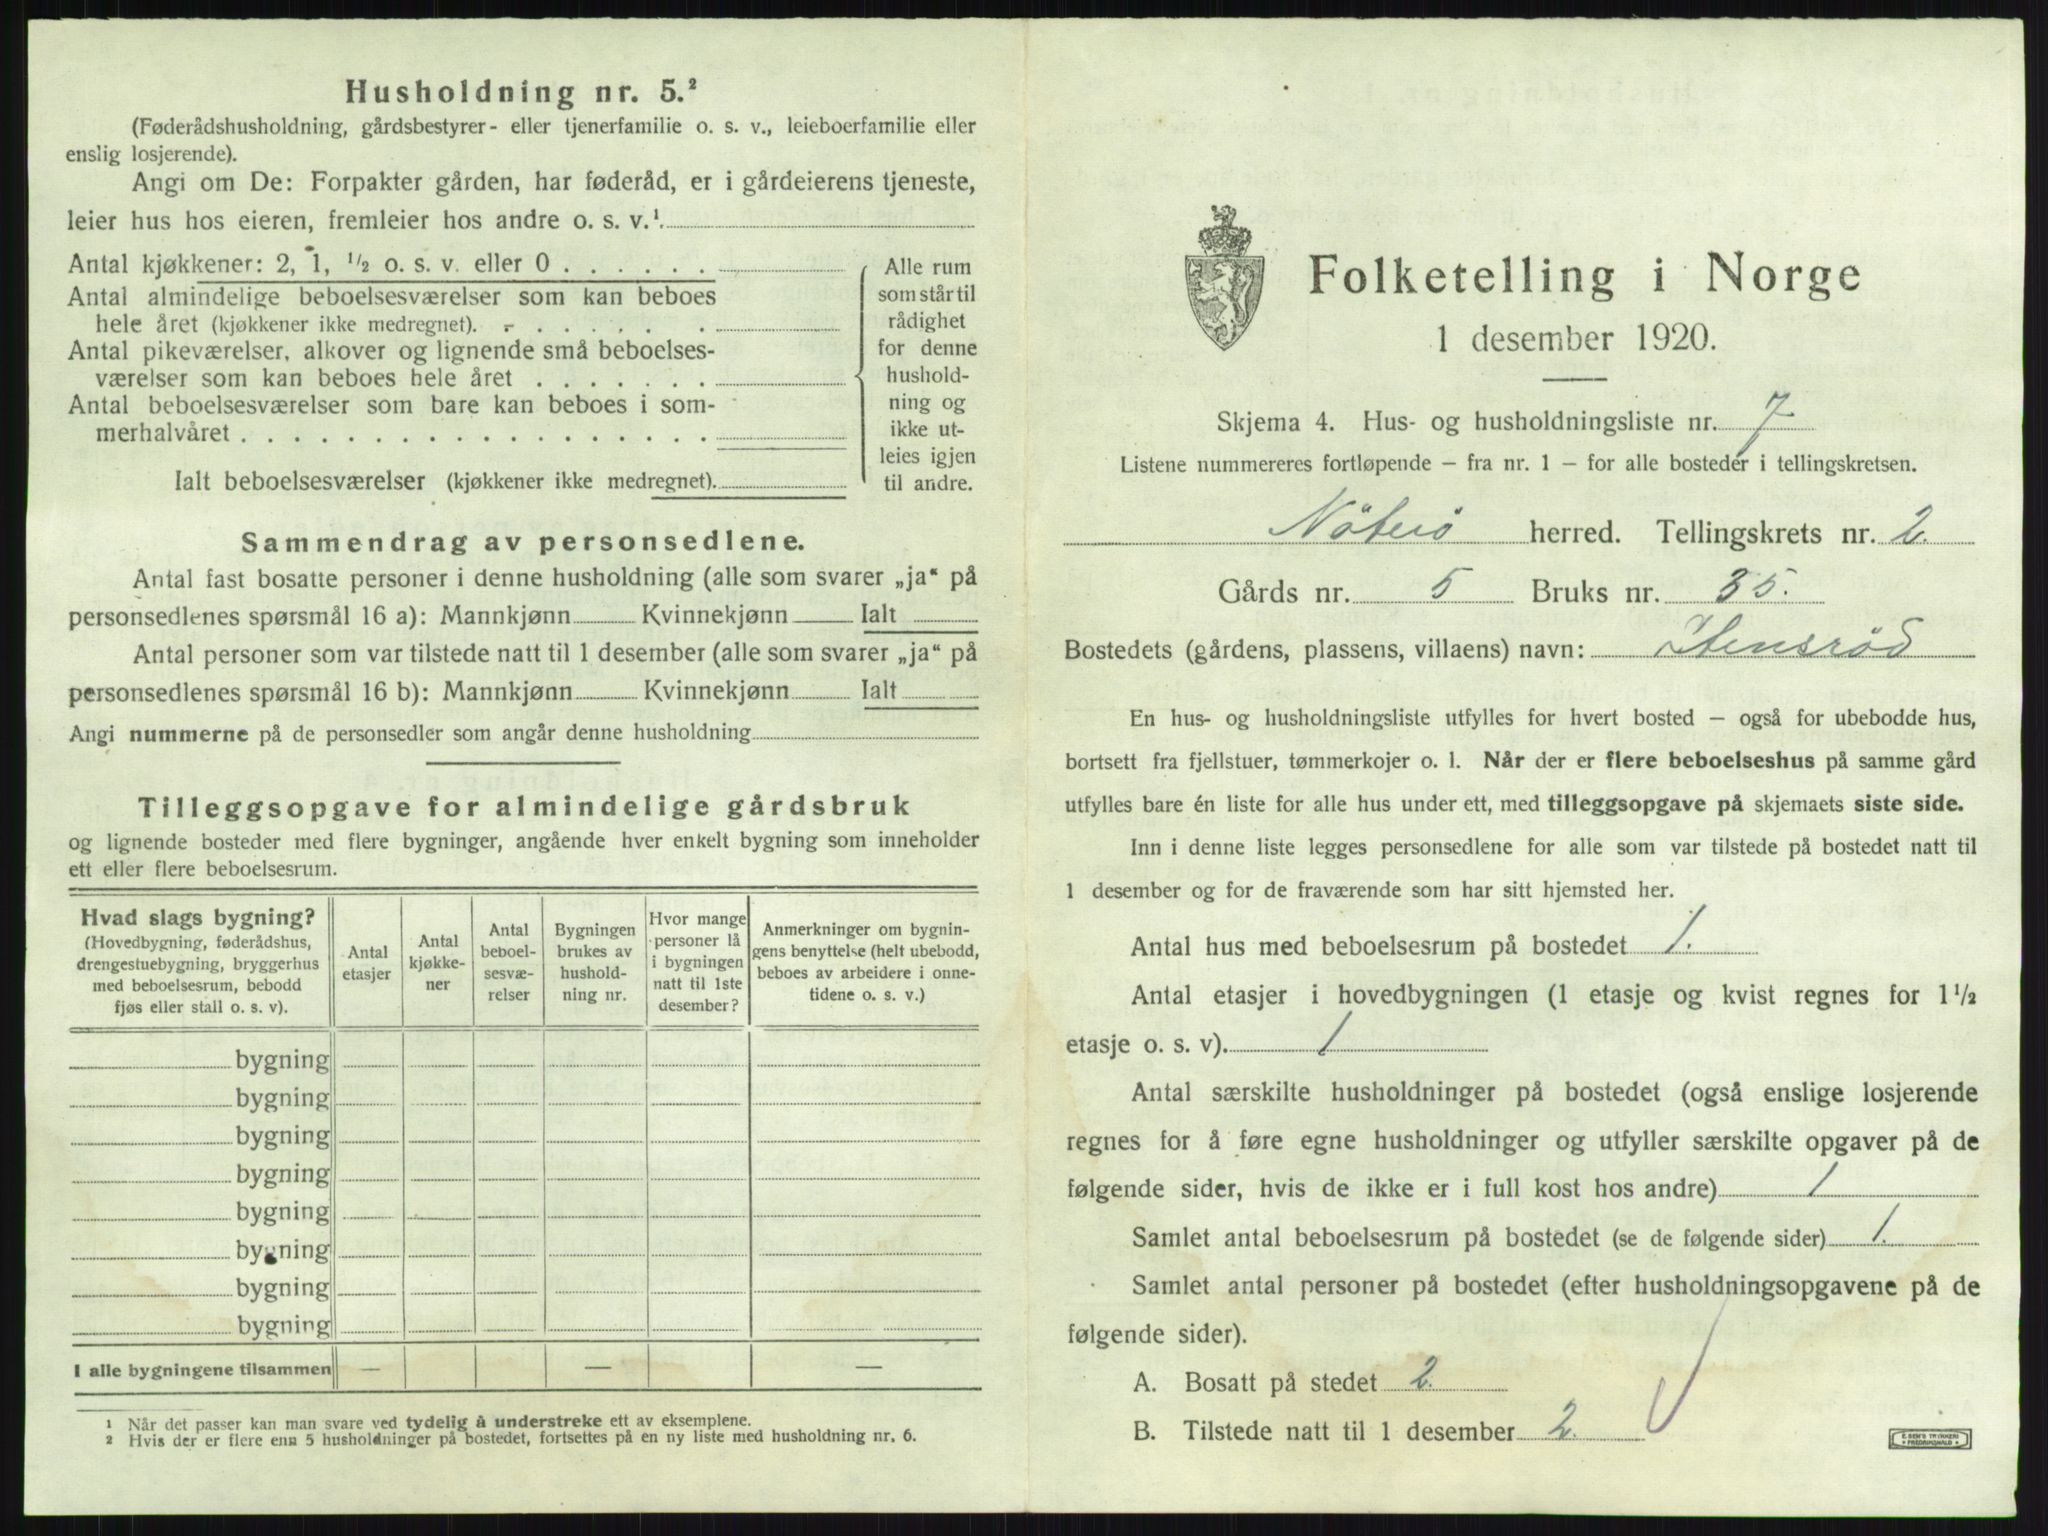 Husholdning nr. 5.²
(Føderådshusholdning, gårdsbestyrer- eller tjenerfamilie o. s. v., leieboerfamilie eller
enslig losjerende).
Angi om De: Forpakter gården, har føderåd, er i gårdeierens tjeneste,
leier hus hos eieren, fremleier hos andre o. s. v.¹
Antal kjøkkener: 2, 1, ¹/₂ o. s. v. eller 0 . . . . . .
Antal almindelige beboelsesværelser som kan beboes
hele året (kjøkkener ikke medregnet). . . . . . . .
Antal pikeværelser, alkover og lignende små beboelses-
værelser som kan beboes hele året . . . . . . .
Antal beboelsesværelser som bare kan beboes i som-
merhalvåret . . . . . . . . . . . . . . . . . .
Ialt beboelsesværelser (kjøkkener ikke medregnet).
Alle rum
som står til
rådighet
for denne
hushold-
ning og
ikke ut-
leies igjen
til andre.
Sammendrag av personsedlene.
Antal fast bosatte personer i denne husholdning (alle som svarer „ja“ på
personsedlenes spørsmål 16 a): Mannkjønn Kvinnekjønn Ialt
Antal personer som var tilstede natt til 1 desember (alle som svarer „ja“ på
personsedlenes spørsmål 16 b): Mannkjønn Kvinnekjønn Ialt
Angi nummerne på de personsedler som angår denne husholdning
Tilleggsopgave for almindelige gårdsbruk
og lignende bosteder med flere bygninger, angående hver enkelt bygning som inneholder
ett eller flere beboelsesrum.
Hvad slags bygning?
(Hovedbygning, føderådshus,
drengestuebygning, bryggerhus
med beboelsesrum, bebodd
fjøs eller stall o. s. v).
Antal
etasjer
Antal
kjøkke-
ner
Antal
beboel-
sesvæ-
relser
Bygningen
brukes av
hushold-
ning nr.
Hvor mange
personer lå
i bygningen
natt til 1ste
desember?
Anmerkninger om bygnin-
gens benyttelse (helt ubebodd,
beboes av arbeidere i onne-
tidene o. s. v.)
bygning
bygning
bygning
bygning
bygning
bygning
bygning
bygning
I alle bygningene tilsammen — — —
¹ Når det passer kan man svare ved tydelig å understreke ett av eksemplene.
² Hvis der er flere enn 5 husholdninger på bostedet, fortsettes på en ny liste med husholdning nr. 6.
Folketelling i Norge
1 desember 1920.
Skjema 4. Hus- og husholdningsliste nr. 7
Listene nummereres fortløpende – fra nr. 1 – for alle bosteder i tellingskretsen.
Nøterö herred. Tellingskrets nr. 2.
Gårds nr. 5 Bruks nr. 35.
Bostedets (gårdens, plassens, villaens) navn: Stensröd
En hus- og husholdningsliste utfylles for hvert bosted – også for ubebodde hus,
bortsett fra fjellstuer, tømmerkojer o. l. Når der er flere beboelseshus på samme gård
utfylles bare én liste for alle hus under ett, med tilleggsopgave på skjemaets siste side.
Inn i denne liste legges personsedlene for alle som var tilstede på bostedet natt til
1 desember og for de fraværende som har sitt hjemsted her.
Antal hus med beboelsesrum på bostedet 1.
Antal etasjer i hovedbygningen (1 etasje og kvist regnes for 1¹/₂
etasje o. s. v). 1
Antal særskilte husholdninger på bostedet (også enslige losjerende
regnes for å føre egne husholdninger og utfyller særskilte opgaver på de
følgende sider, hvis de ikke er i full kost hos andre) 1
Samlet antal beboelsesrum på bostedet (se de følgende sider) 1.
Samlet antal personer på bostedet (efter husholdningsopgavene på de
følgende sider).
A. Bosatt på stedet 2.
B. Tilstede natt til 1 desember 2.